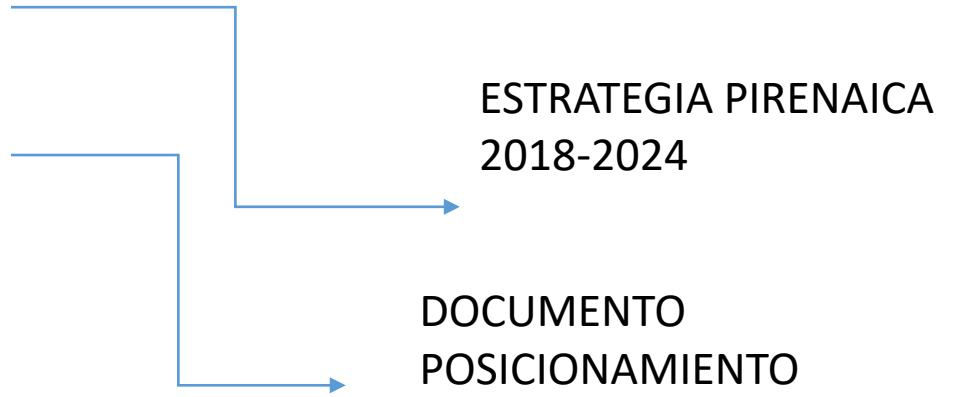 ESTRATEGIA PIRENAICA
2018-2024
DOCUMENTO
POSICIONAMIENTO